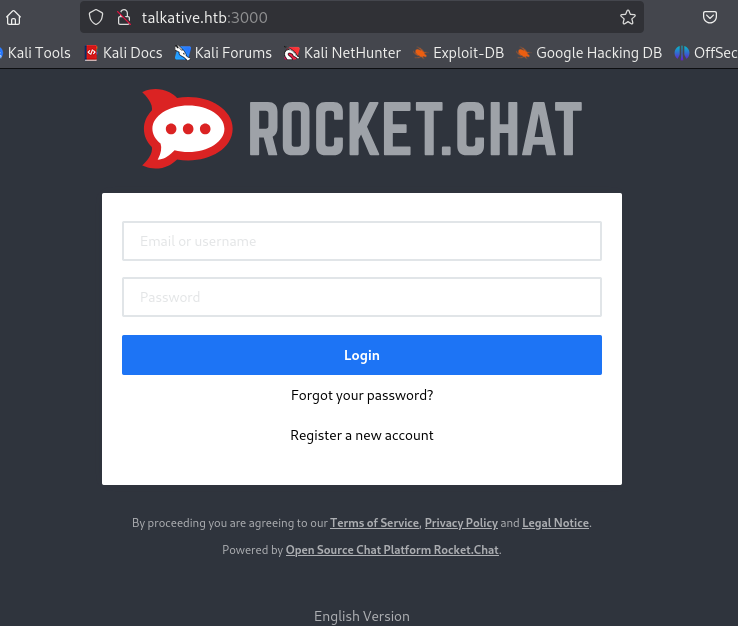 talkative.htb:3000
Kali Tools Kali Docs Kali Forums Kali NetHunter Exploit-DB Google Hacking DB OffSec
ROCKET.CHAT
Email or username
Password
Login
Forgot your password?
Register a new account
By proceeding you are agreeing to our Terms of Service, Privacy Policy and Legal Notice.
Powered by Open Source Chat Platform Rocket.Chat.
English Version